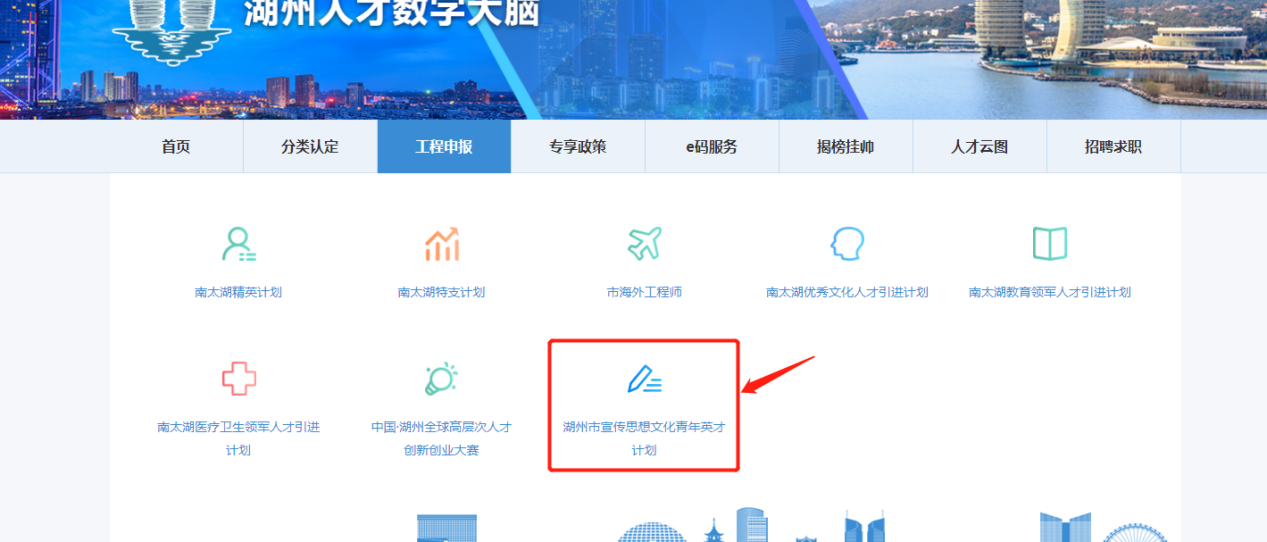 湖州人才数字大脑
首页 分类认定 工程申报 专享政策 e码服务 揭榜挂帅 人才云图 招聘求职
南太湖精英计划 南太湖特支计划 市海外工程师 南太湖优秀文化人才引进计划 南太湖教育领军人才引进计划
南太湖医疗卫生领军人才引进
计划
中国·湖州全球高层次人才
创新创业大赛
湖州市宣传思想文化青年英才
计划